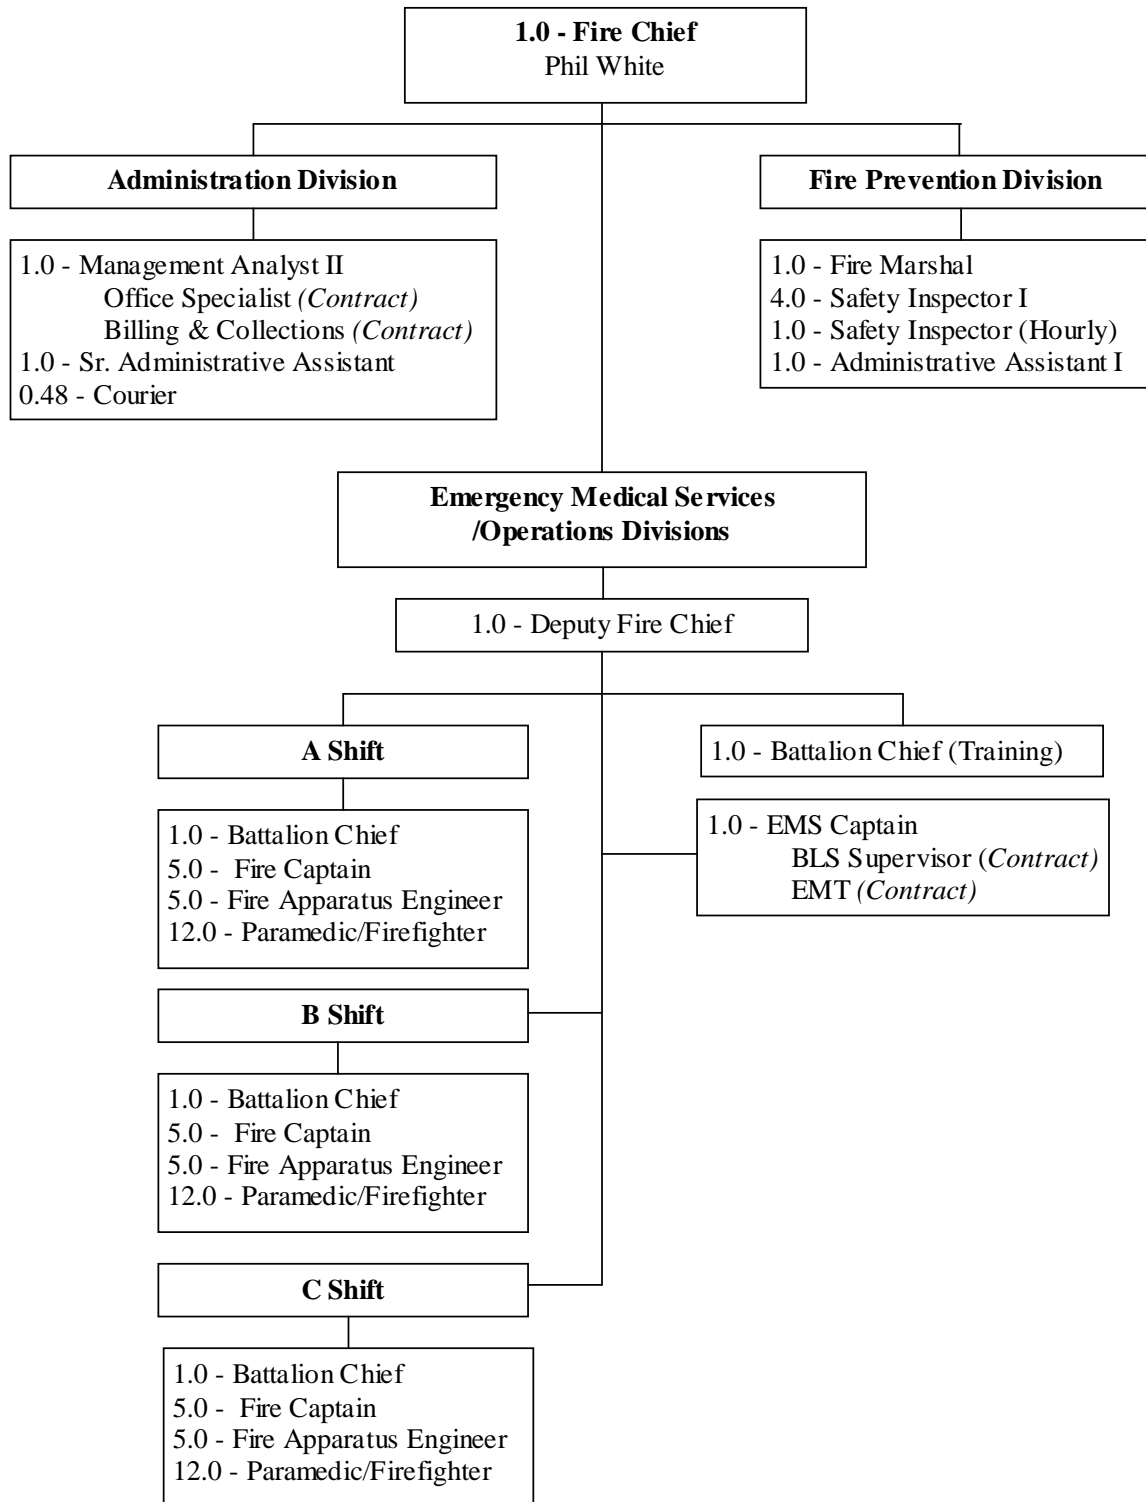 1.0 - Fire Chief
Phil White
Administration Division
1.0 - Management Analyst II
Office Specialist (Contract)
Billing & Collections (Contract)
1.0 - Sr. Administrative Assistant
0.48 - Courier
Fire Prevention Division
1.0 - Fire Marshal
4.0 - Safety Inspector I
1.0 - Safety Inspector (Hourly)
1.0 - Administrative Assistant I
Emergency Medical Services
/Operations Divisions
1.0 - Deputy Fire Chief
A Shift
1.0 - Battalion Chief
5.0 - Fire Captain
5.0 - Fire Apparatus Engineer
12.0 - Paramedic/Firefighter
1.0 - Battalion Chief (Training)
1.0 - EMS Captain
BLS Supervisor (Contract)
EMT (Contract)
B Shift
1.0 - Battalion Chief
5.0 - Fire Captain
5.0 - Fire Apparatus Engineer
12.0 - Paramedic/Firefighter
C Shift
1.0 - Battalion Chief
5.0 - Fire Captain
5.0 - Fire Apparatus Engineer
12.0 - Paramedic/Firefighter